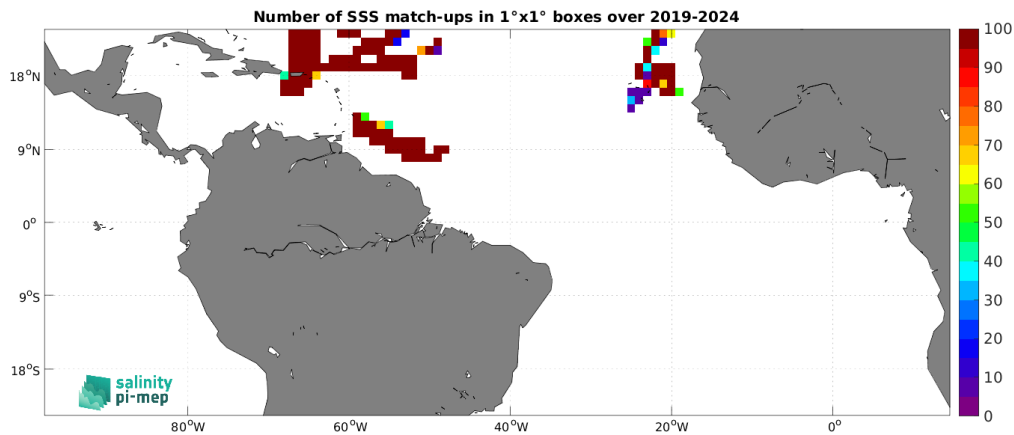 Number of SSS match-ups in 1°x1° boxes over 2019-2024
18°N
9°N
0°
9°S
18°S
80°W
60°W
40°W
20°W
0°
100
90
80
70
60
50
40
30
20
10
0
salinity
pi-mep